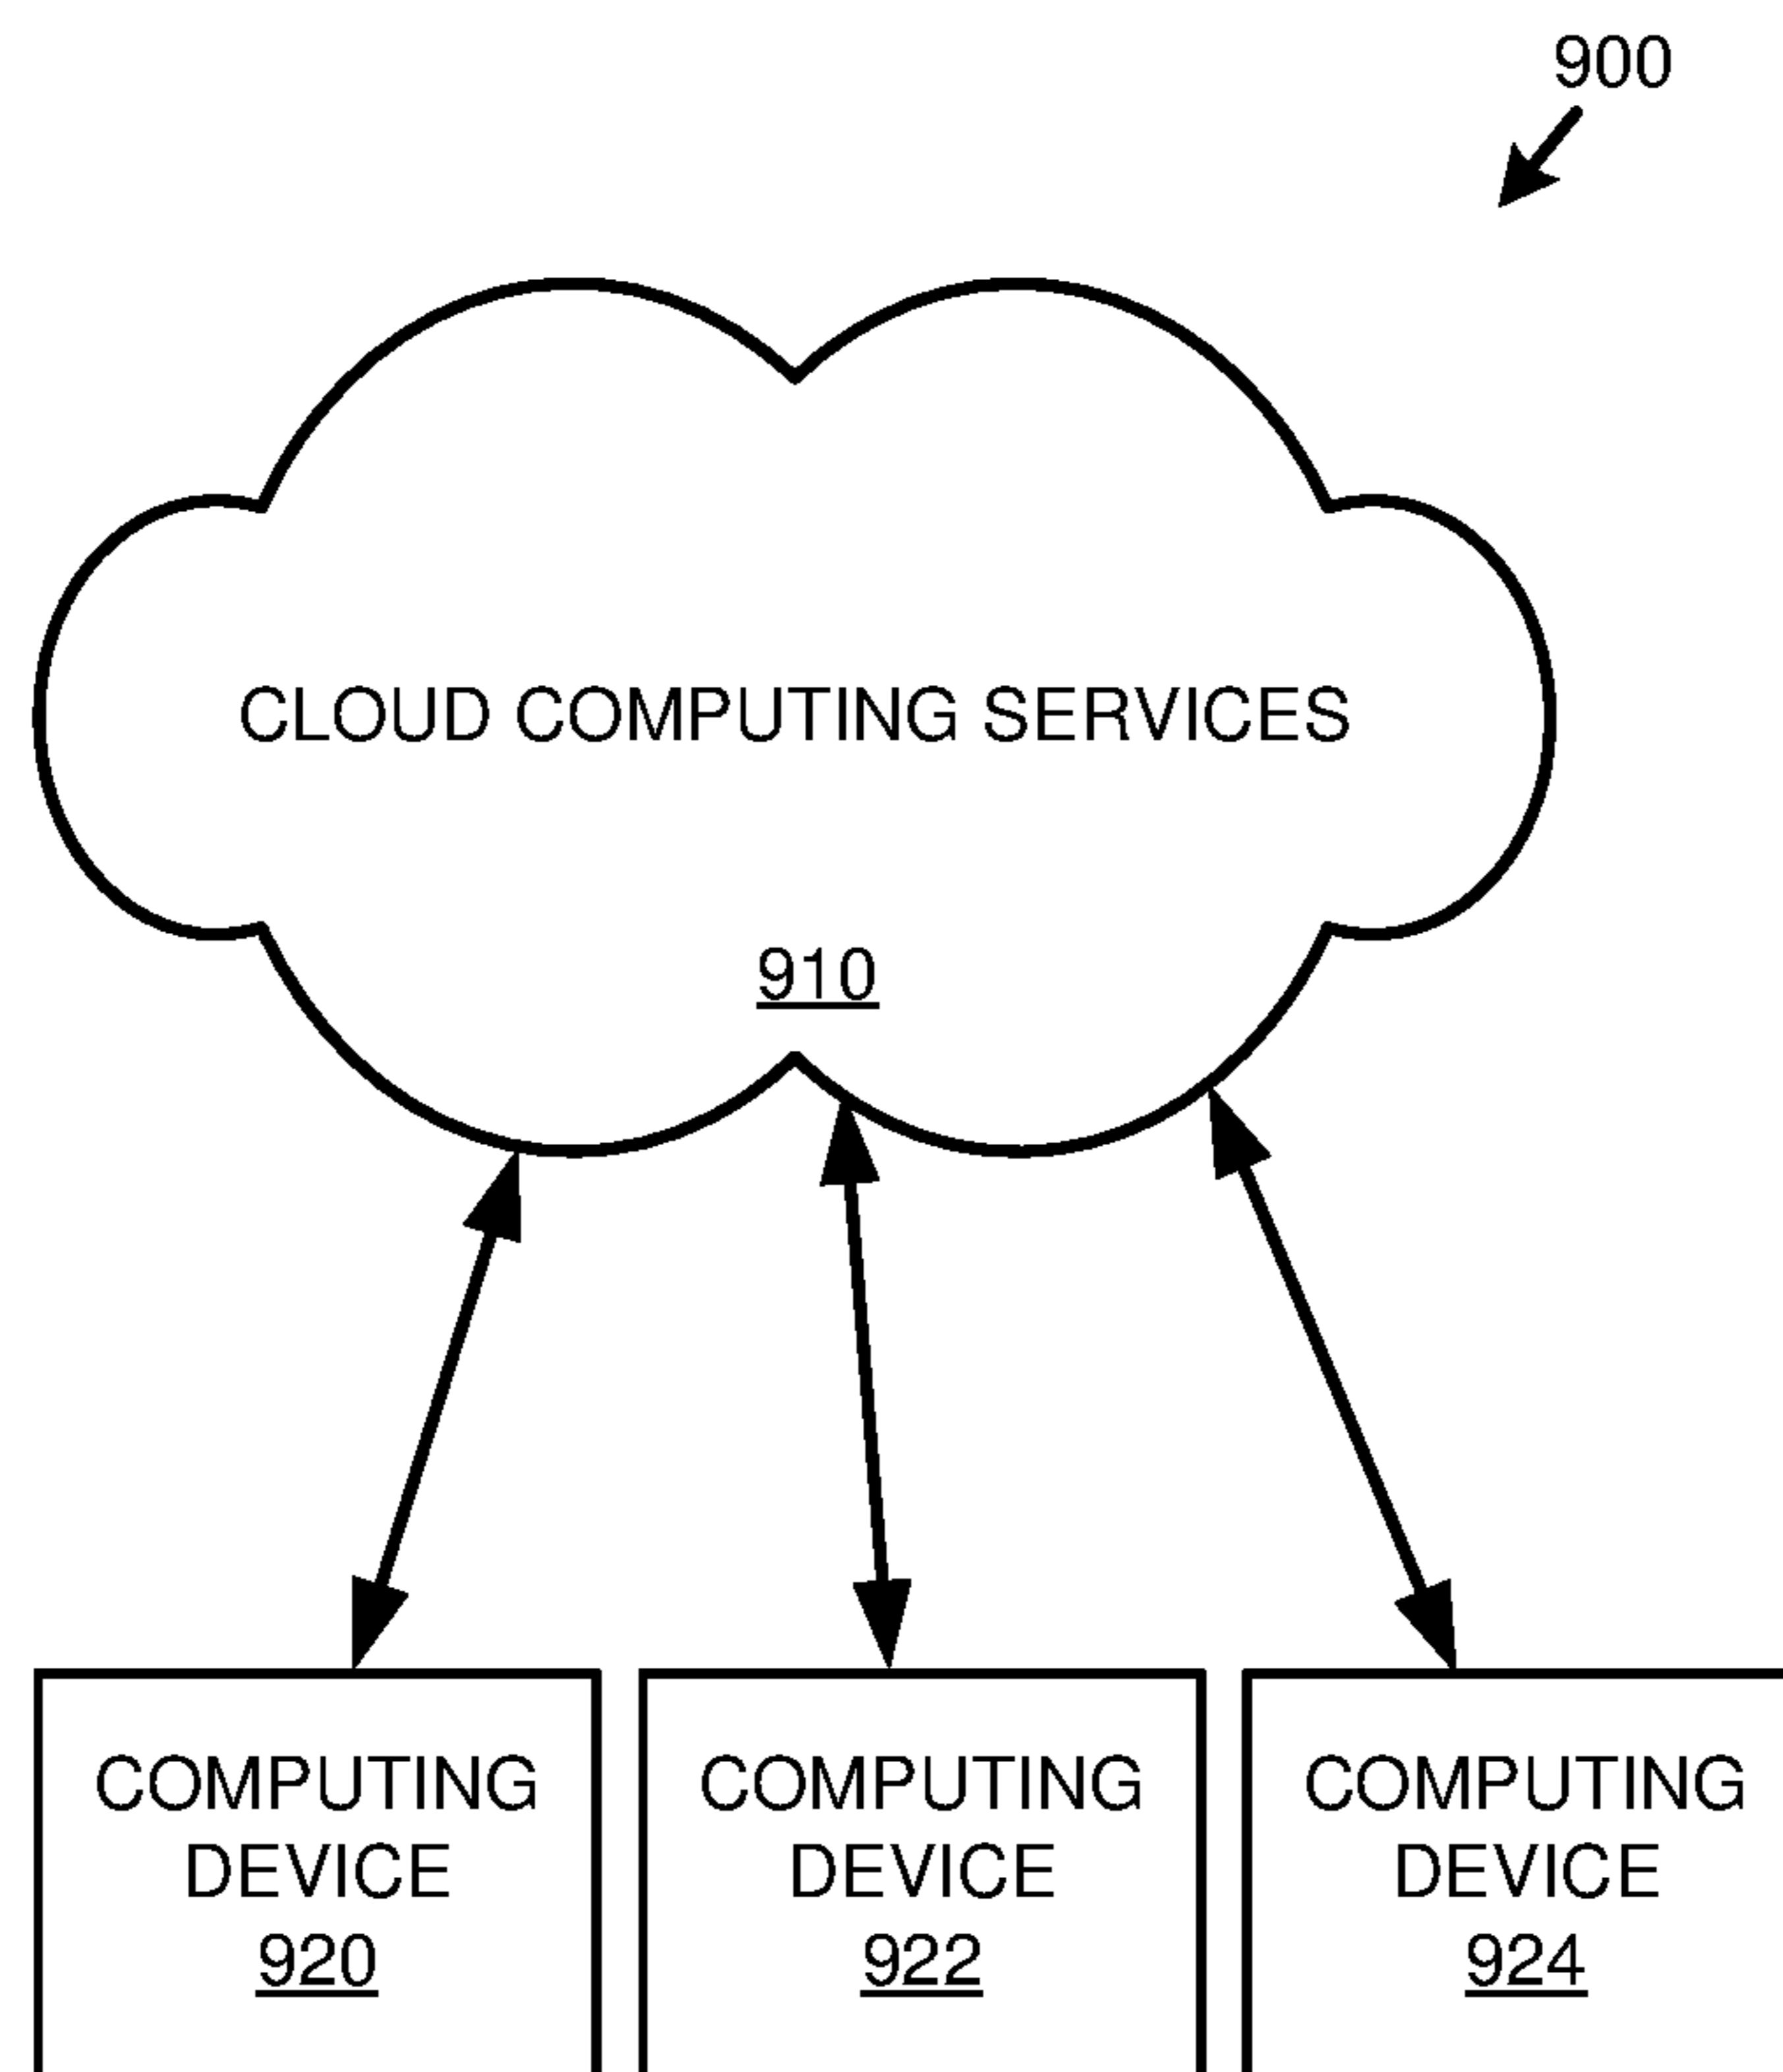 900
CLOUD COMPUTING SERVICES
910
COMPUTING
DEVICE
920
COMPUTING
DEVICE
922
COMPUTING
DEVICE
924